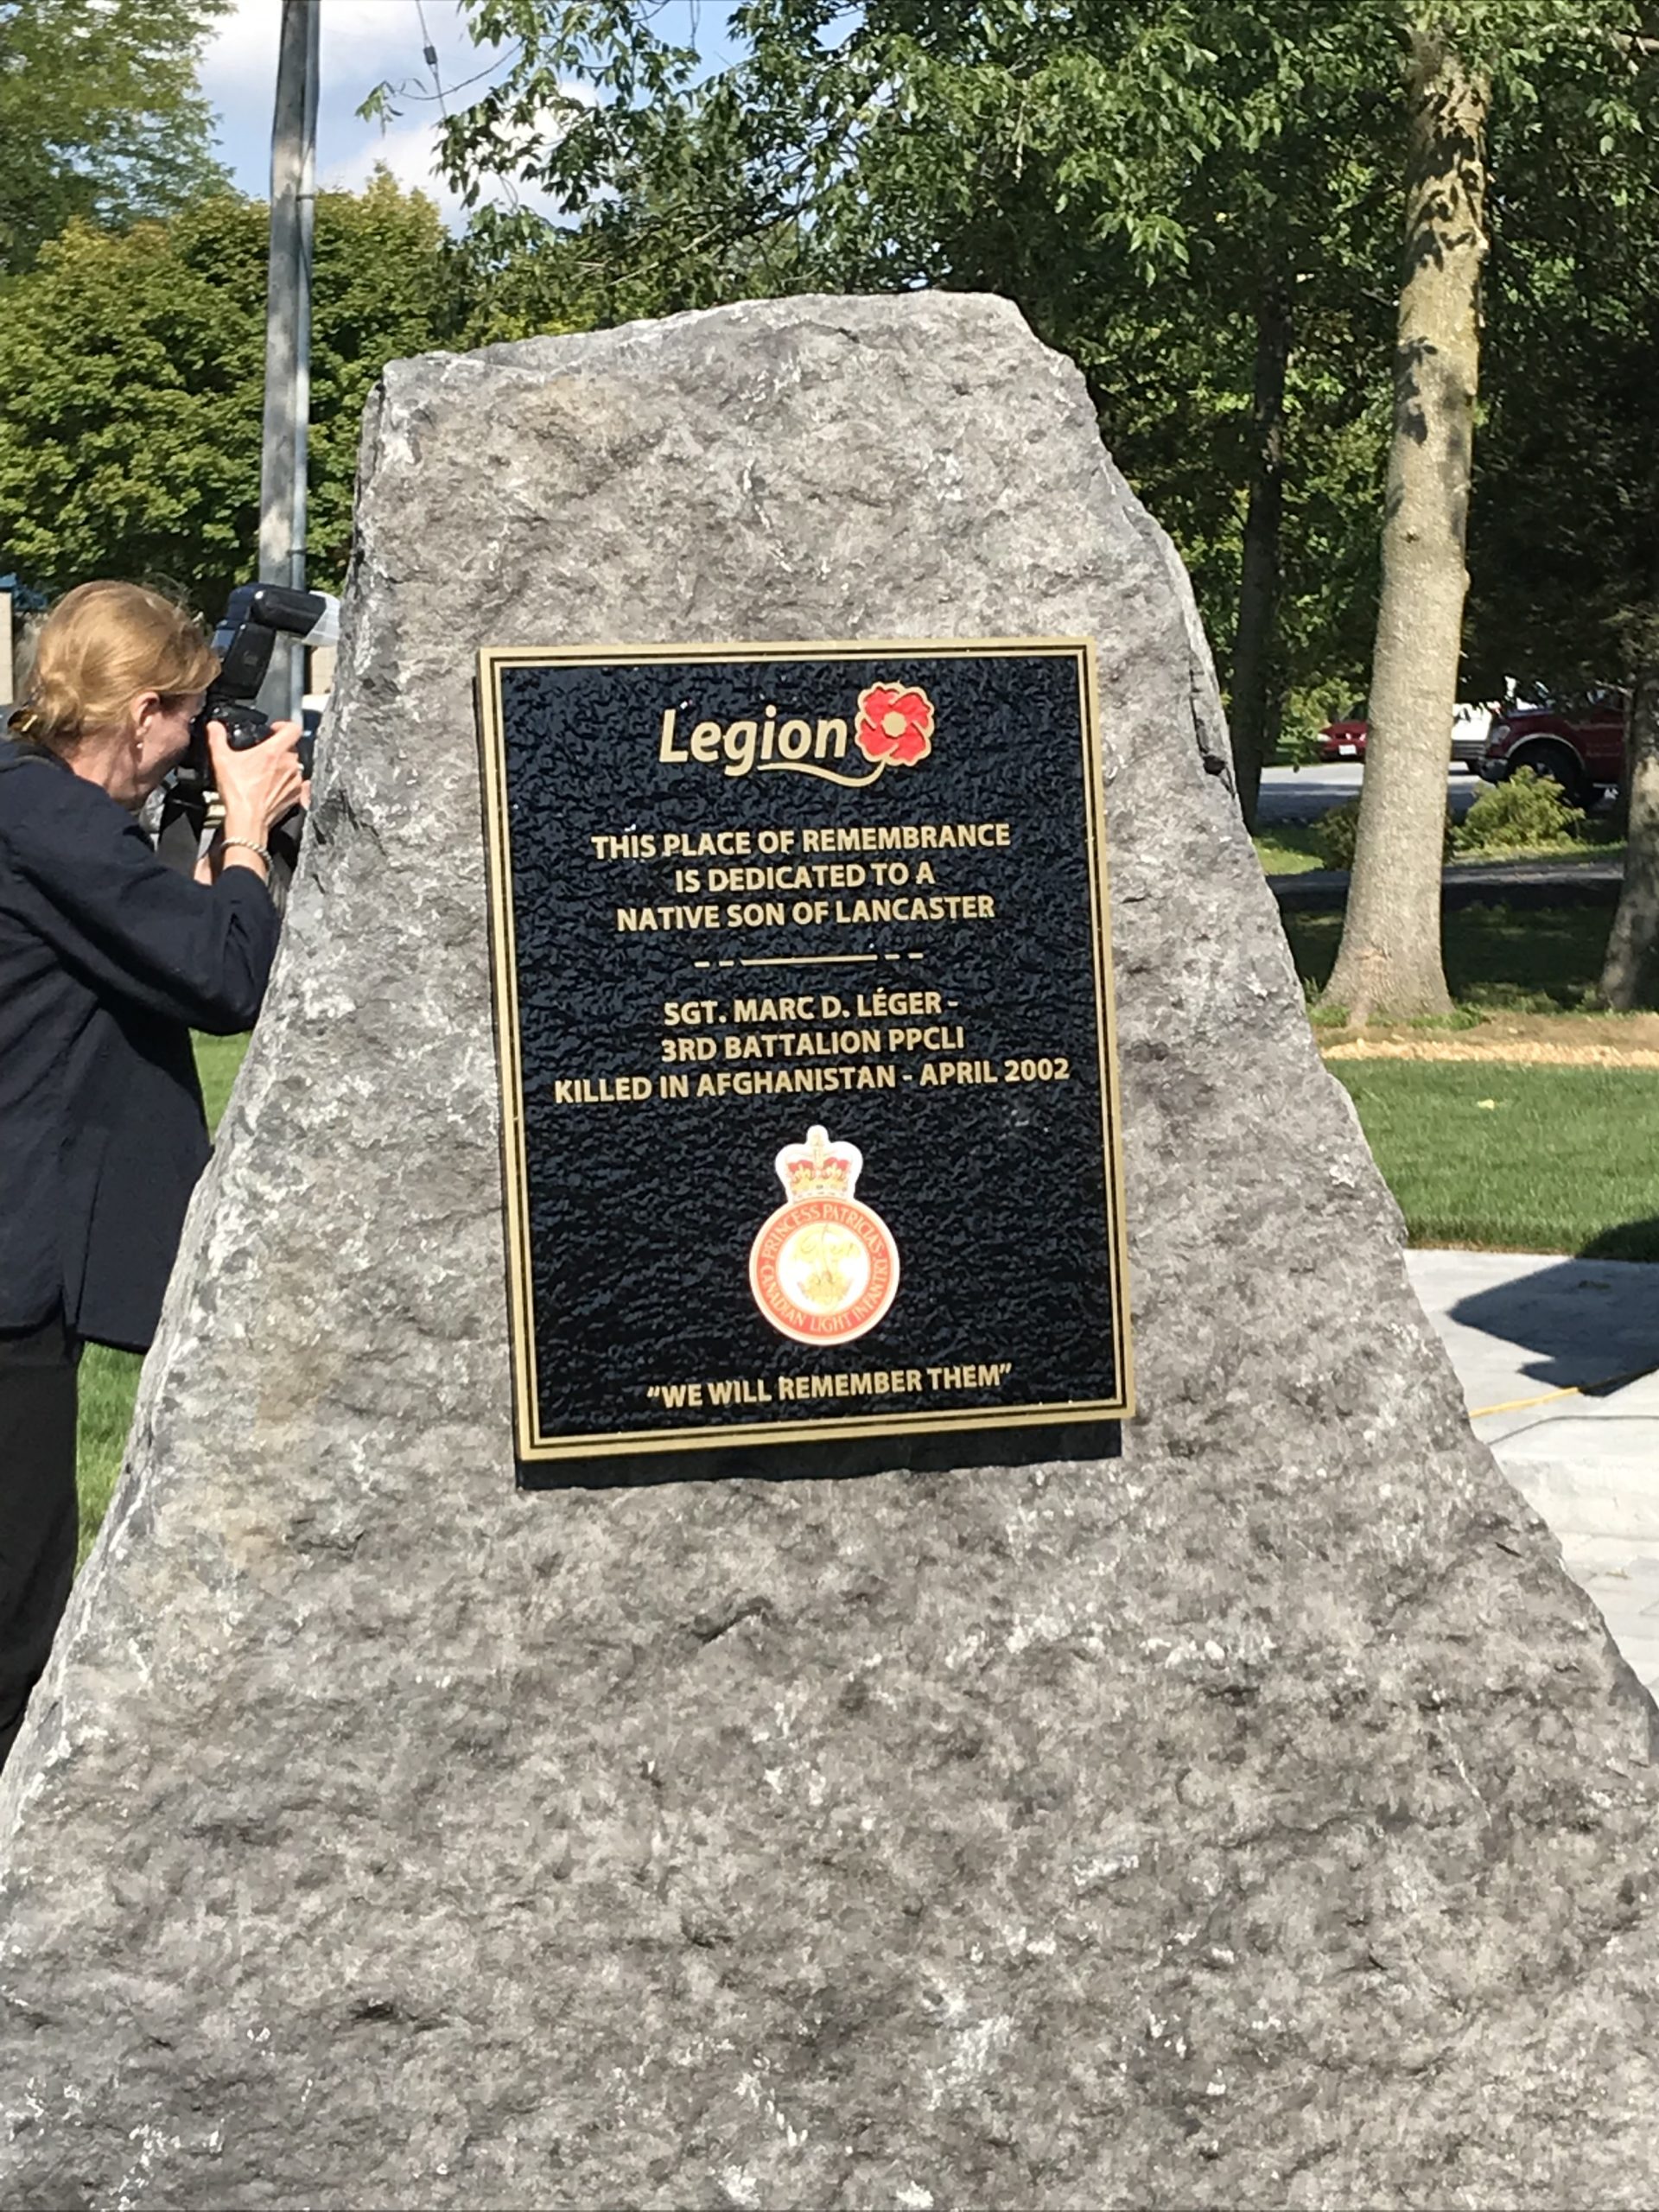 Legion
THIS PLACE OF REMEMBRANCE
IS DEDICATED TO A
NATIVE SON OF LANCASTER
SGT. MARC D. LÉGER -
3RD BATTALION PPCLI
KILLED IN AFGHANISTAN - APRIL 2002
PRINCESS PATRICIA'S
CANADIAN LIGHT INFANTRY
"WE WILL REMEMBER THEM"